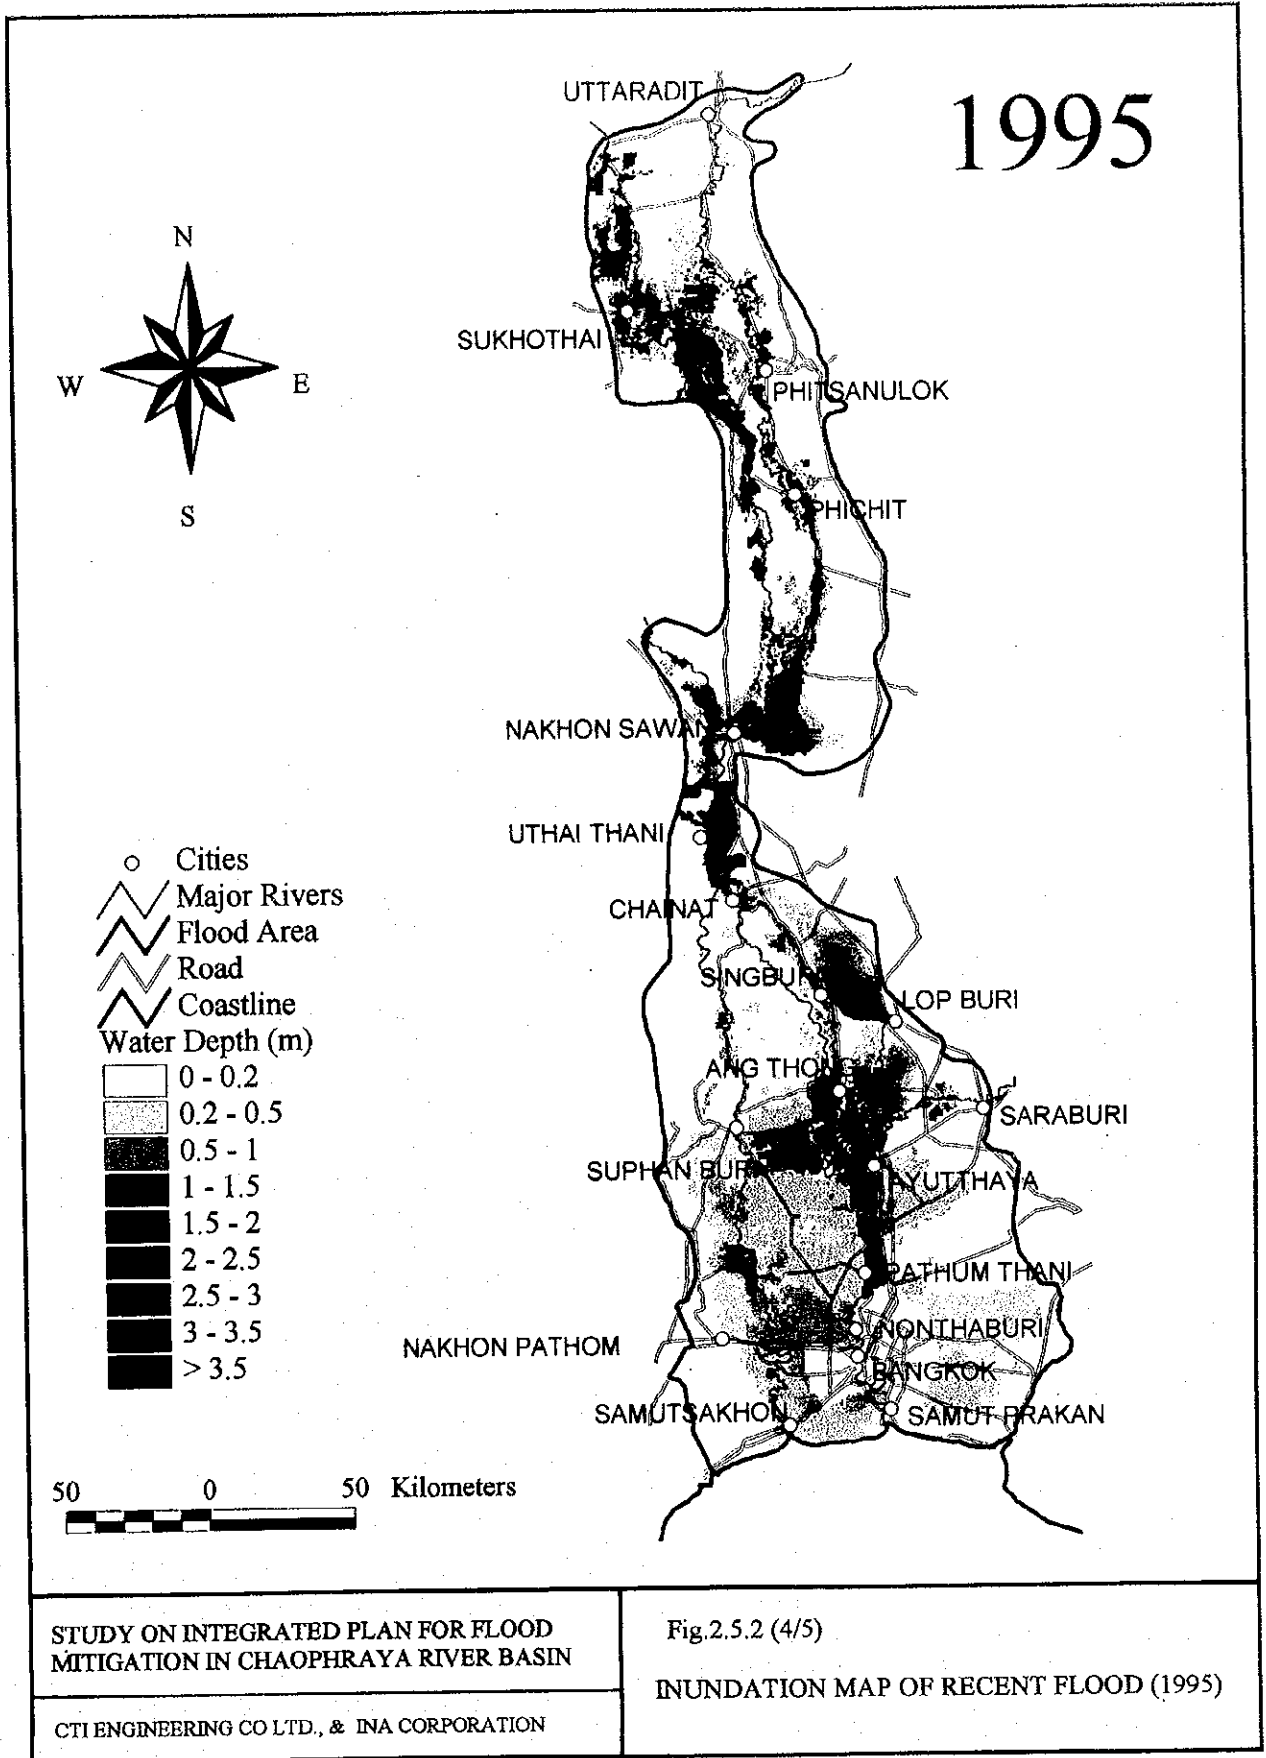 1995
UTTARADIT
N
W
E
S
SUKHOTHAI
PHITSANULOK
PHICHIT
NAKHON SAWAN
UTHAI THANI
CHAINAT
SINGBURI
LOP BURI
ANG THONG
SARABURI
SUPHAN BURI
AYUTTHAYA
PATHUM THANI
NONTHABURI
NAKHON PATHOM
BANGKOK
SAMUTSAKHON
SAMUT PRAKAN
Cities
Major Rivers
Flood Area
Road
Coastline
Water Depth (m)
0 - 0.2
0.2 - 0.5
0.5 - 1
1 - 1.5
1.5 - 2
2 - 2.5
2.5 - 3
3 - 3.5
> 3.5
50 0 50 Kilometers
STUDY ON INTEGRATED PLAN FOR FLOOD
MITIGATION IN CHAOPHRAYA RIVER BASIN
CTI ENGINEERING CO LTD., & INA CORPORATION
Fig.2.5.2 (4/5)
INUNDATION MAP OF RECENT FLOOD (1995)